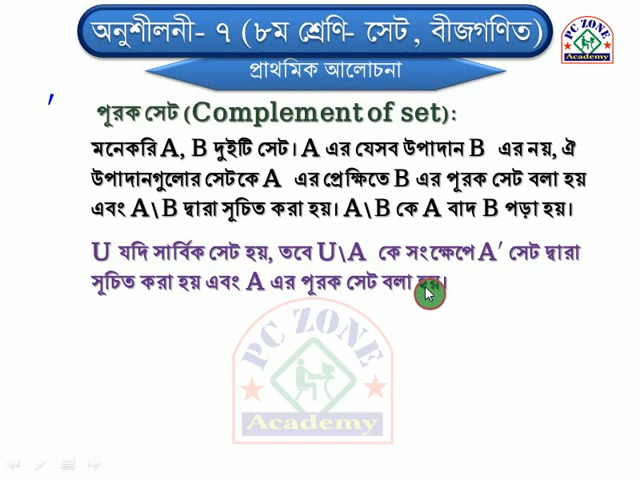 অনুশীলনী- ৭ (৮ম শ্রেণি- সেট, বীজগণিত)
PC ZONE
Academy
প্রাথমিক আলোচনা
′
পূরক সেট (Complement of set):
মনেকরি A, B দুইটি সেট। A এর যেসব উপাদান B এর নয়, ঐ
উপাদানগুলোর সেটকে A এর প্রেক্ষিতে B এর পূরক সেট বলা হয়
এবং A\B দ্বারা সূচিত করা হয়। A\B কে A বাদ B পড়া হয়।
U যদি সার্বিক সেট হয়, তবে U\A কে সংক্ষেপে A′ সেট দ্বারা
সূচিত করা হয় এবং A এর পূরক সেট বলা হয়।
PC ZONE
Academy